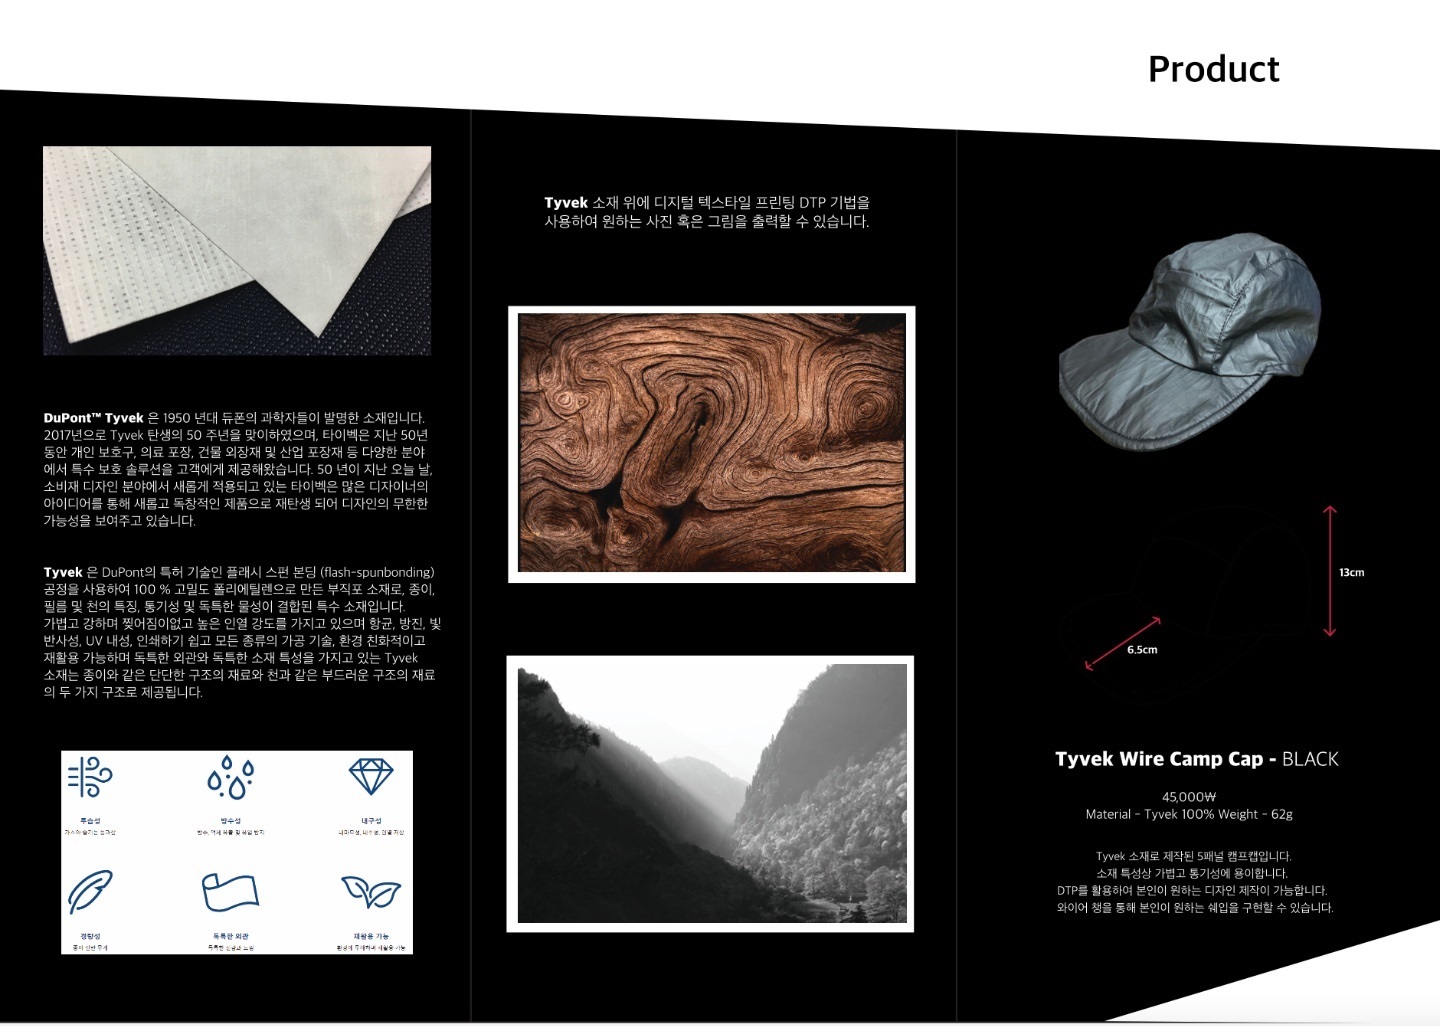 Product
DuPont™ Tyvek 은 1950 년대 듀폰의 과학자들이 발명한 소재입니다.
2017년으로 Tyvek 탄생의 50 주년을 맞이하였으며, 타이벡은 지난 50년
동안 개인 보호구, 의료 포장, 건물 외장재 및 산업 포장재 등 다양한 분야
에서 특수 보호 솔루션을 고객에게 제공해왔습니다. 50 년이 지난 오늘 날,
소비재 디자인 분야에서 새롭게 적용되고 있는 타이벡은 많은 디자이너의
아이디어를 통해 새롭고 독창적인 제품으로 재탄생 되어 디자인의 무한한
가능성을 보여주고 있습니다.
Tyvek 은 DuPont의 특허 기술인 플래시 스펀 본딩 (flash-spunbonding)
공정을 사용하여 100 % 고밀도 폴리에틸렌으로 만든 부직포 소재로, 종이,
필름 및 천의 특징, 통기성 및 독특한 물성이 결합된 특수 소재입니다.
가볍고 강하며 찢어짐이없고 높은 인열 강도를 가지고 있으며 항균, 방진, 빛
반사성, UV 내성, 인쇄하기 쉽고 모든 종류의 가공 기술, 환경 친화적이고
재활용 가능하며 독특한 외관와 독특한 소재 특성을 가지고 있는 Tyvek
소재는 종이와 같은 단단한 구조의 재료와 천과 같은 부드러운 구조의 재료
의 두 가지 구조로 제공됩니다.
투습성
방수성
내구성
경량성
독특한 외관
재활용 가능
Tyvek 소재 위에 디지털 텍스타일 프린팅 DTP 기법을
사용하여 원하는 사진 혹은 그림을 출력할 수 있습니다.
13cm
6.5cm
Tyvek Wire Camp Cap - BLACK
45,000₩
Material - Tyvek 100% Weight - 62g
Tyvek 소재로 제작된 5패널 캠프캡입니다.
소재 특성상 가볍고 통기성에 용이합니다.
DTP를 활용하여 본인이 원하는 디자인 제작이 가능합니다.
와이어 챙을 통해 본인이 원하는 쉐입을 구현할 수 있습니다.